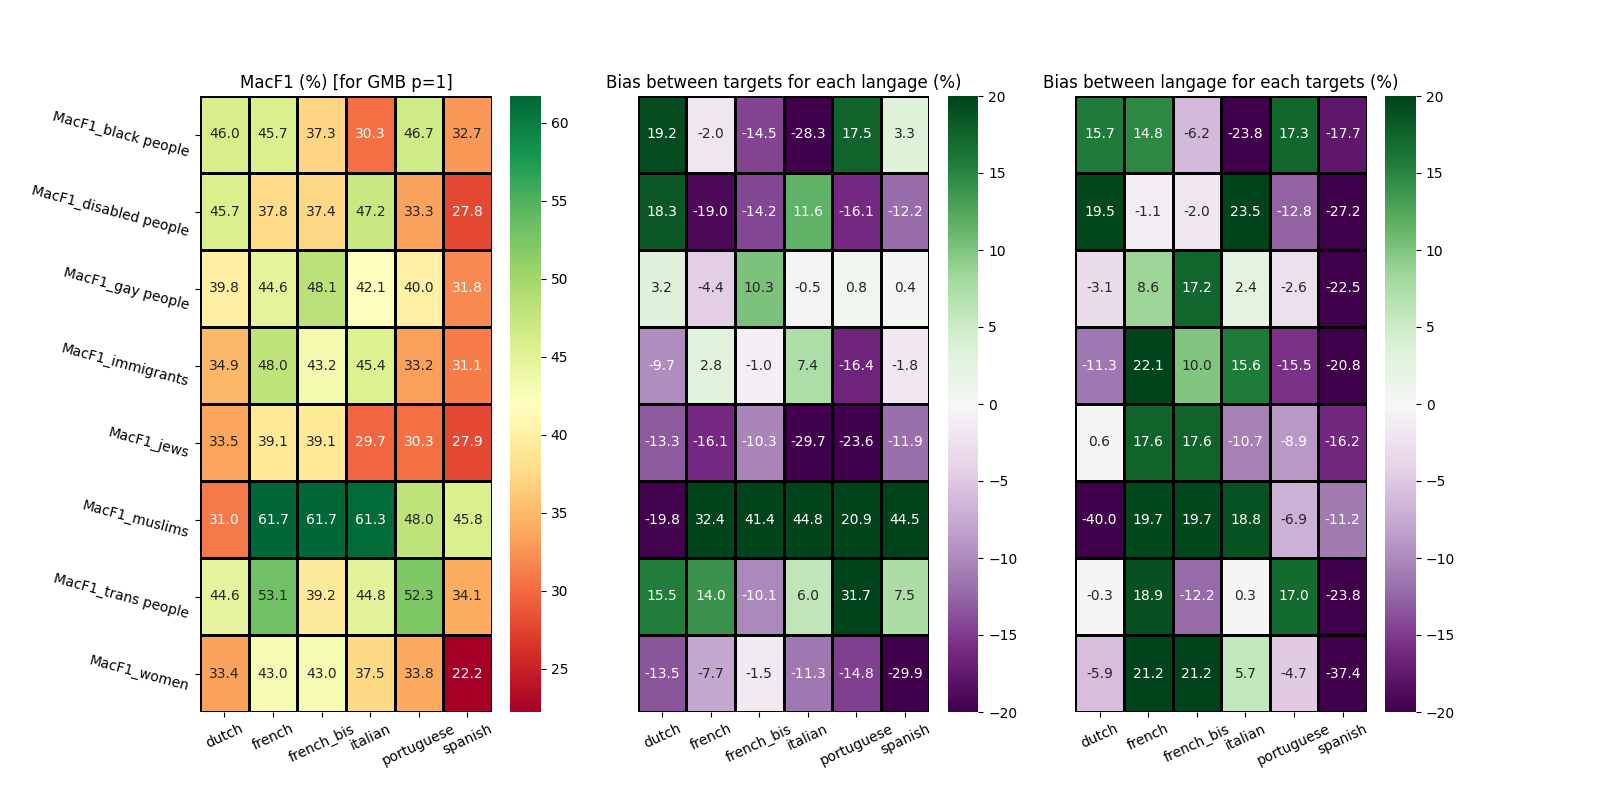 MacF1 (%) [for GMB p=1]
Bias between targets for each langage (%)
Bias between langage for each targets (%)
MacF1_black people 46.0 45.7 37.3 30.3 46.7 32.7
MacF1_disabled people 45.7 37.8 37.4 47.2 33.3 27.8
MacF1_gay people 39.8 44.6 48.1 42.1 40.0 31.8
MacF1_immigrants 34.9 48.0 43.2 45.4 33.2 31.1
MacF1_jews 33.5 39.1 39.1 29.7 30.3 27.9
MacF1_muslims 31.0 61.7 61.7 61.3 48.0 45.8
MacF1_trans people 44.6 53.1 39.2 44.8 52.3 34.1
MacF1_women 33.4 43.0 43.0 37.5 33.8 22.2
dutch french french_bis italian portuguese spanish
60
55
50
45
40
35
30
25
19.2 -2.0 -14.5 -28.3 17.5 3.3
18.3 -19.0 -14.2 11.6 -16.1 -12.2
3.2 -4.4 10.3 -0.5 0.8 0.4
-9.7 2.8 -1.0 7.4 -16.4 -1.8
-13.3 -16.1 -10.3 -29.7 -23.6 -11.9
-19.8 32.4 41.4 44.8 20.9 44.5
15.5 14.0 -10.1 6.0 31.7 7.5
-13.5 -7.7 -1.5 -11.3 -14.8 -29.9
dutch french french_bis italian portuguese spanish
20
15
10
5
0
−5
−10
−15
−20
15.7 14.8 -6.2 -23.8 17.3 -17.7
19.5 -1.1 -2.0 23.5 -12.8 -27.2
-3.1 8.6 17.2 2.4 -2.6 -22.5
-11.3 22.1 10.0 15.6 -15.5 -20.8
0.6 17.6 17.6 -10.7 -8.9 -16.2
-40.0 19.7 19.7 18.8 -6.9 -11.2
-0.3 18.9 -12.2 0.3 17.0 -23.8
-5.9 21.2 21.2 5.7 -4.7 -37.4
dutch french french_bis italian portuguese spanish
20
15
10
5
0
−5
−10
−15
−20